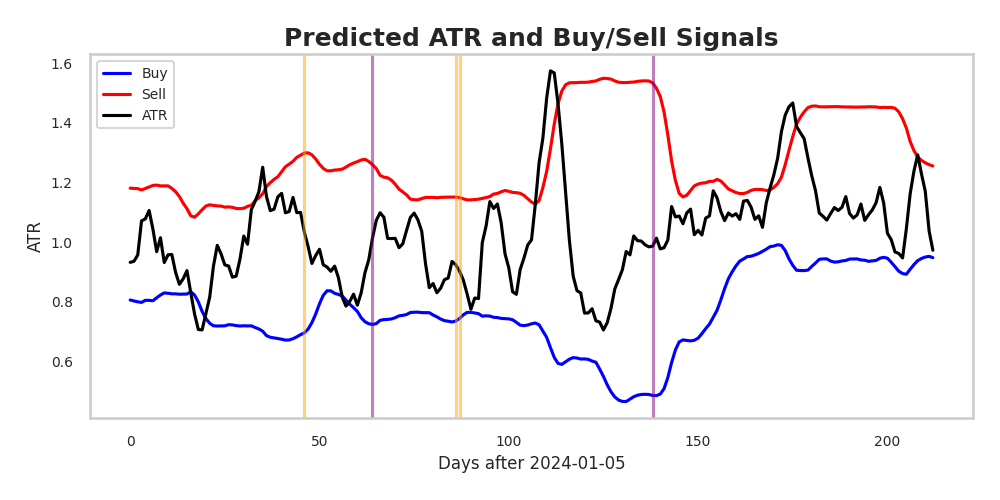 Predicted ATR and Buy/Sell Signals
Buy
Sell
ATR
1.6
1.4
1.2
1.0
0.8
0.6
ATR
0
50
100
150
200
Days after 2024-01-05